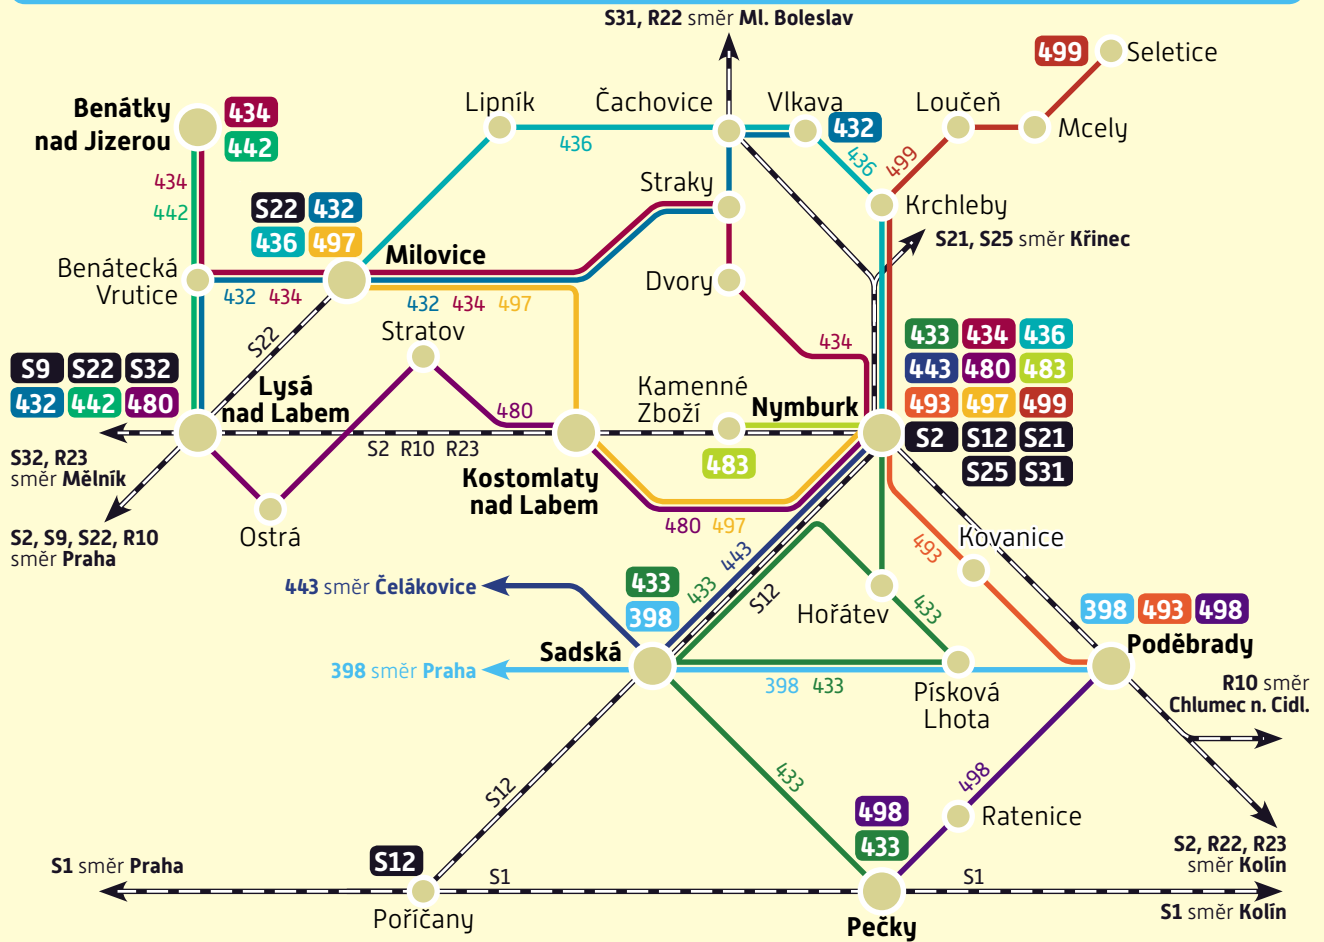 S31, R22 směr Ml. Boleslav
499
Seletice
Benátky
nad Jizerou
434
442
Lipník
Čachovice
Vlkava
432
Loučeň
Mcely
436
436
499
434
442
Straky
Krchleby
S22 432
436 497
Milovice
S21, S25 směr Křinec
Benátecká
Vrutice
432 434
432 434 497
Dvory
S22
Stratov
434
433 434 436
443 480 483
493 497 499
S2 S12 S21
S25 S31
S9 S22 S32
432 442 480
Lysá
nad Labem
480
Kamenné
Zboží
Nymburk
S2 R10 R23
483
S32, R23
směr Mělník
Kostomlaty
nad Labem
S2, S9, S22, R10
směr Praha
Ostrá
480 497
493
Kovanice
443
433
S12
443 směr Čelákovice
433
398
Hořátev
433
398 493 498
Poděbrady
Sadská
398 směr Praha
398 433
Písková
Lhota
R10 směr
Chlumec n. Cidl.
S12
433
498
498
433
Ratenice
S2, R22, R23
směr Kolín
S1 směr Praha
S12
S1
S1
Poříčany
Pečky
S1 směr Kolín